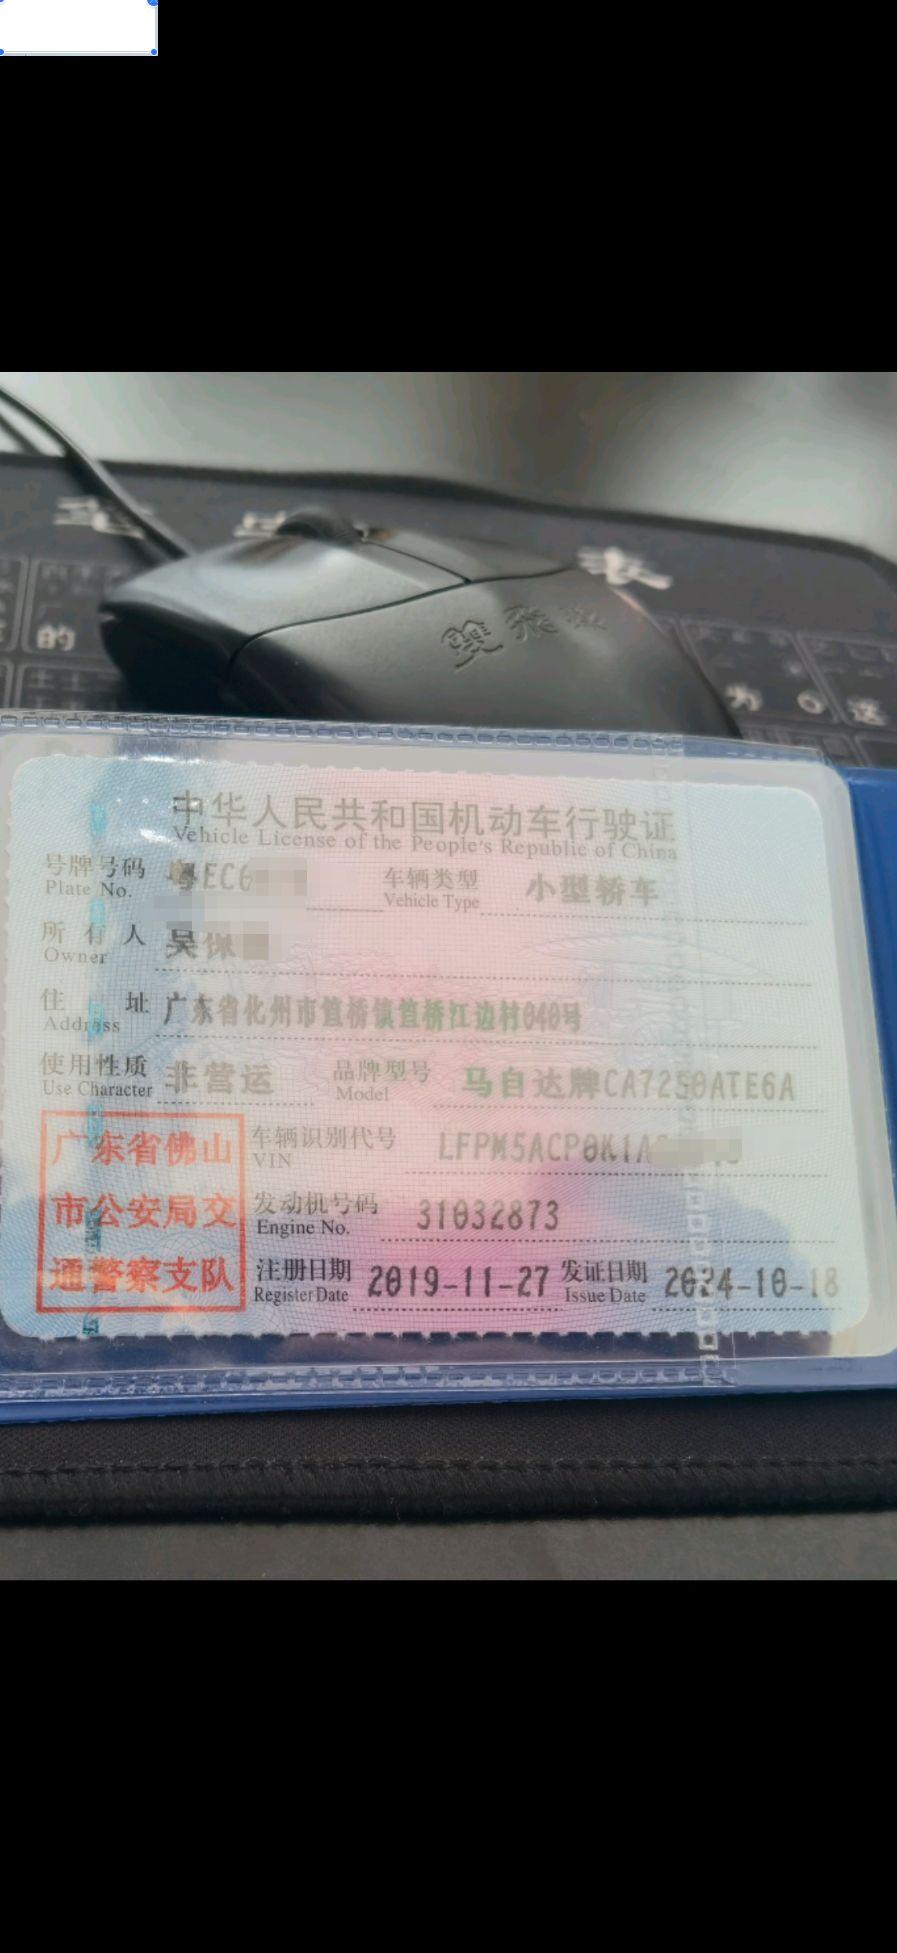 的
为
送
中华人民共和国机动车行驶证
Vehicle License of the People's Republic of China
号牌号码 粤EC6 车辆类型 小型轿车
Plate No. Vehicle Type
所有人 吴保
Owner
住址 广东省化州市笪桥镇笪桥江边村040号
Address
使用性质 非营运 品牌型号 马自达牌CA7250ATE6A
Use Character Model
广东省佛山 车辆识别代号 LFPM5ACP0K1A
VIN
市公安局交 发动机号码 31032873
Engine No.
通警察支队 注册日期 2019-11-27 发证日期 2024-10-18
Register Date Issue Date